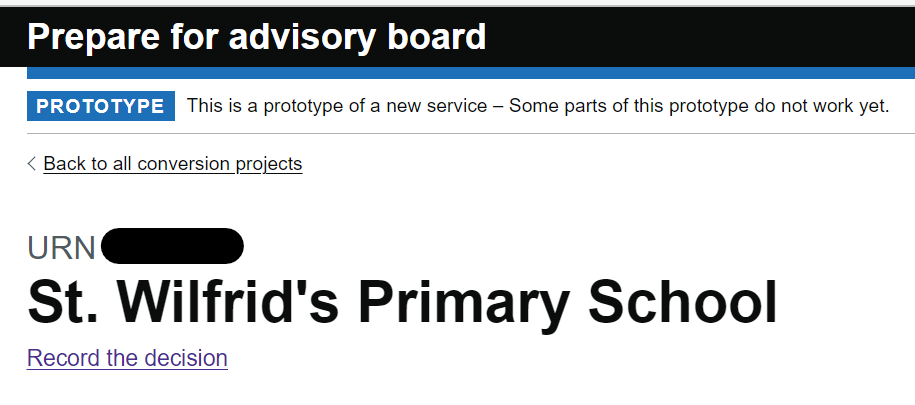 Prepare for advisory board
PROTOTYPE This is a prototype of a new service – Some parts of this prototype do not work yet.
Back to all conversion projects
URN
St. Wilfrid's Primary School
Record the decision